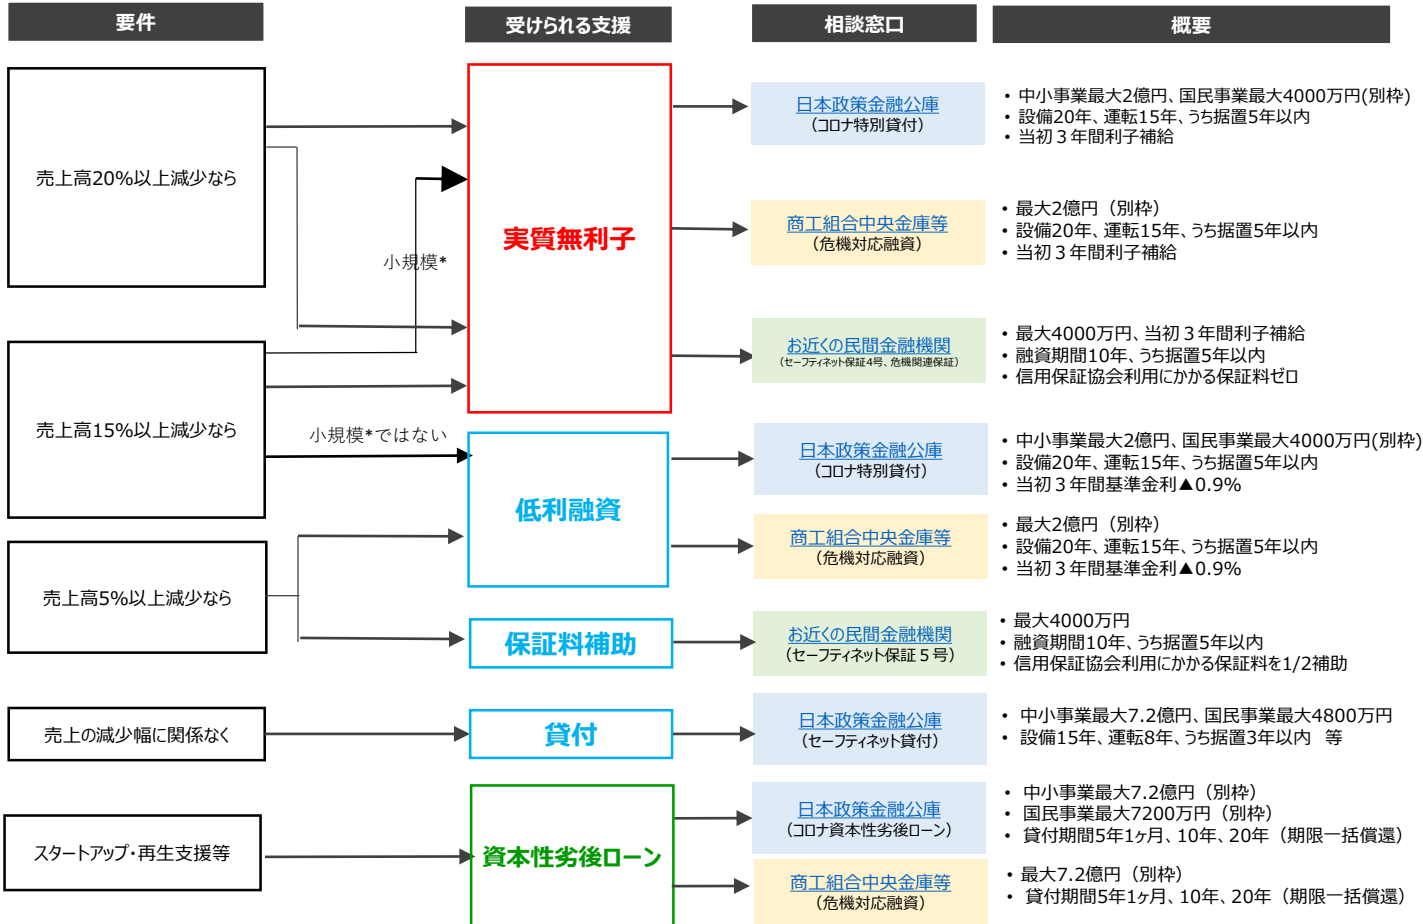 要件
受けられる支援
相談窓口
概要
売上高20%以上減少なら
小規模*
実質無利子
日本政策金融公庫
(コロナ特別貸付)
• 中小事業最大2億円、国民事業最大4000万円(別枠)
• 設備20年、運転15年、うち据置5年以内
• 当初３年間利子補給
商工組合中央金庫等
(危機対応融資)
• 最大2億円（別枠）
• 設備20年、運転15年、うち据置5年以内
• 当初３年間利子補給
お近くの民間金融機関
(セーフティネット保証4号、危機関連保証)
• 最大4000万円、当初３年間利子補給
• 融資期間10年、うち据置5年以内
• 信用保証協会利用にかかる保証料ゼロ
売上高15%以上減少なら
小規模*ではない
低利融資
日本政策金融公庫
(コロナ特別貸付)
• 中小事業最大2億円、国民事業最大4000万円(別枠)
• 設備20年、運転15年、うち据置5年以内
• 当初３年間基準金利▲0.9%
商工組合中央金庫等
(危機対応融資)
• 最大2億円（別枠）
• 設備20年、運転15年、うち据置5年以内
• 当初３年間基準金利▲0.9%
売上高5%以上減少なら
保証料補助
お近くの民間金融機関
(セーフティネット保証５号)
• 最大4000万円
• 融資期間10年、うち据置5年以内
• 信用保証協会利用にかかる保証料を1/2補助
売上の減少幅に関係なく
貸付
日本政策金融公庫
(セーフティネット貸付)
• 中小事業最大7.2億円、国民事業最大4800万円
• 設備15年、運転8年、うち据置3年以内 等
スタートアップ・再生支援等
資本性劣後ローン
日本政策金融公庫
(コロナ資本性劣後ローン)
• 中小事業最大7.2億円（別枠）
• 国民事業最大7200万円（別枠）
• 貸付期間5年1ヶ月、10年、20年（期限一括償還）
商工組合中央金庫等
(危機対応融資)
• 最大7.2億円（別枠）
• 貸付期間5年1ヶ月、10年、20年（期限一括償還）